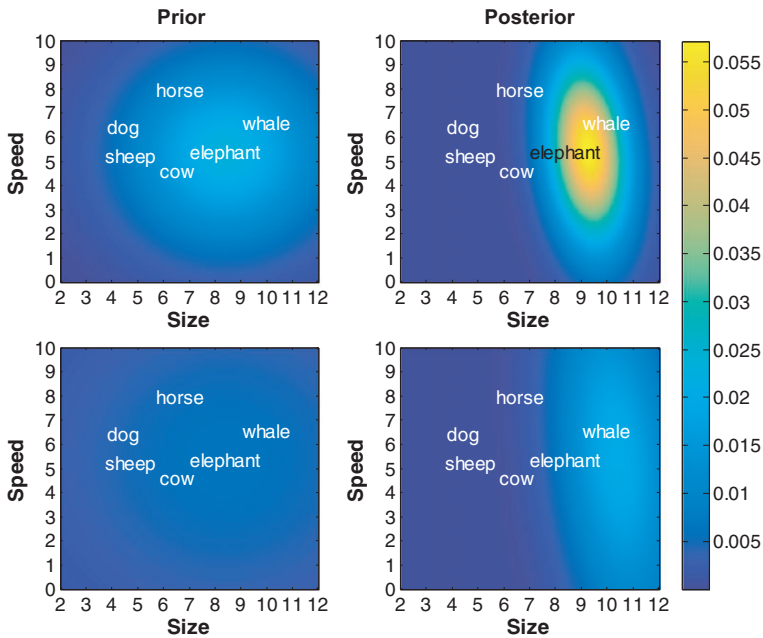 Prior
Posterior
10
9
8
7
6
5
4
3
2
1
0
Speed
horse
dog
whale
sheep
elephant
cow
2 3 4 5 6 7 8 9 10 11 12
Size
10
9
8
7
6
5
4
3
2
1
0
Speed
horse
dog
whale
sheep
elephant
cow
2 3 4 5 6 7 8 9 10 11 12
Size
0.055
0.05
0.045
0.04
0.035
0.03
0.025
0.02
0.015
0.01
0.005
10
9
8
7
6
5
4
3
2
1
0
Speed
horse
dog
whale
sheep
elephant
cow
2 3 4 5 6 7 8 9 10 11 12
Size
10
9
8
7
6
5
4
3
2
1
0
Speed
horse
dog
whale
sheep
elephant
cow
2 3 4 5 6 7 8 9 10 11 12
Size